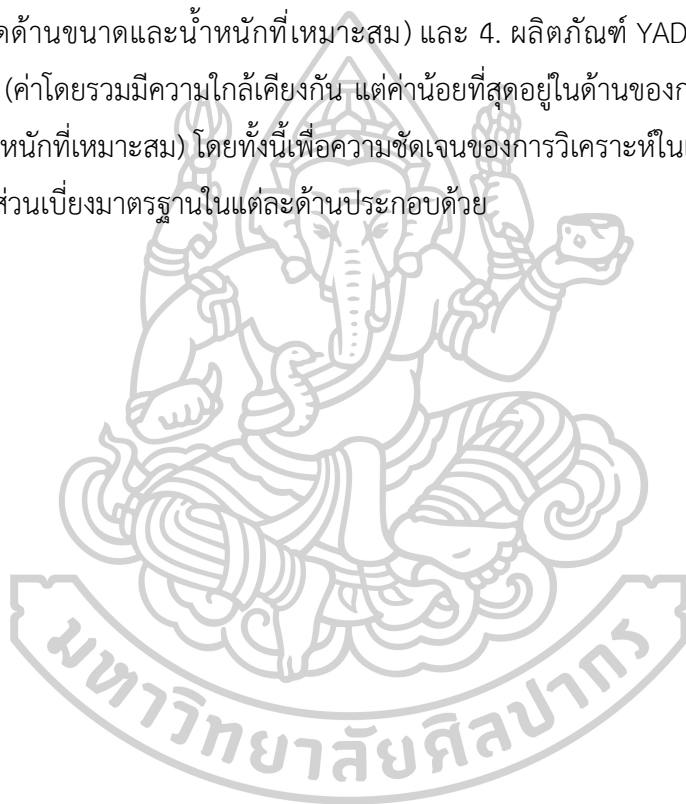 ดด้านขนาดและน้ำหนักที่เหมาะสม) และ 4. ผลิตภัณฑ์ YAD
(ค่าโดยรวมมีความใกล้เคียงกัน แต่ค่าน้อยที่สุดอยู่ในด้านของก
หนักที่เหมาะสม) โดยทั้งนี้เพื่อความชัดเจนของการวิเคราะห์ใน
ส่วนเบี่ยงมาตรฐานในแต่ละด้านประกอบด้วย
มหาวิทยาลัยศิลปากร